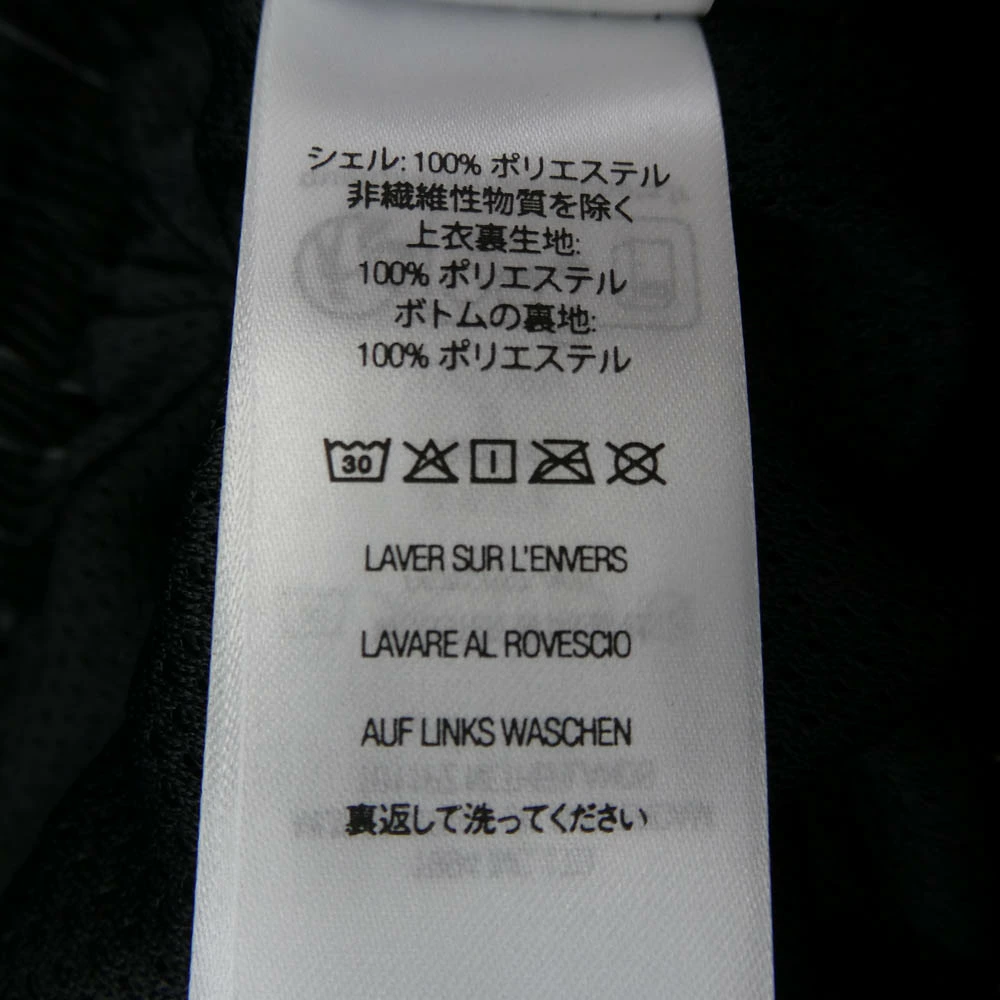 シェル: 100% ポリエステル
非繊維性物質を除く
上衣裏生地:
100% ポリエステル
ボトムの裏地:
100% ポリエステル
30
LAVER SUR L'ENVERS
LAVARE AL ROVESCIO
AUF LINKS WASCHEN
裏返して洗ってください